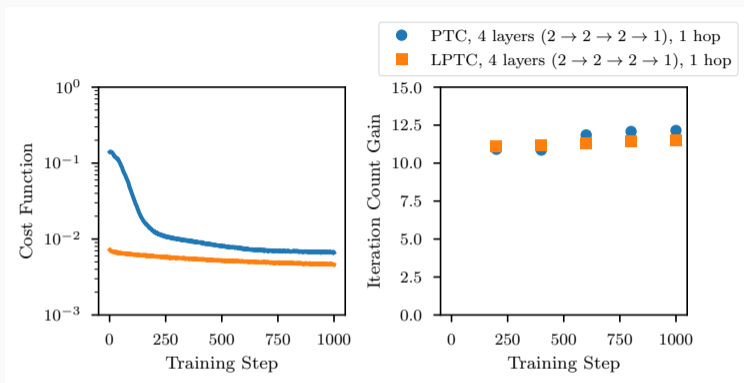 PTC, 4 layers (2 → 2 → 2 → 1), 1 hop
LPTC, 4 layers (2 → 2 → 2 → 1), 1 hop
Cost Function
10⁰
10⁻¹
10⁻²
10⁻³
0 250 500 750 1000
Training Step
Iteration Count Gain
15.0
12.5
10.0
7.5
5.0
2.5
0.0
0 250 500 750 1000
Training Step